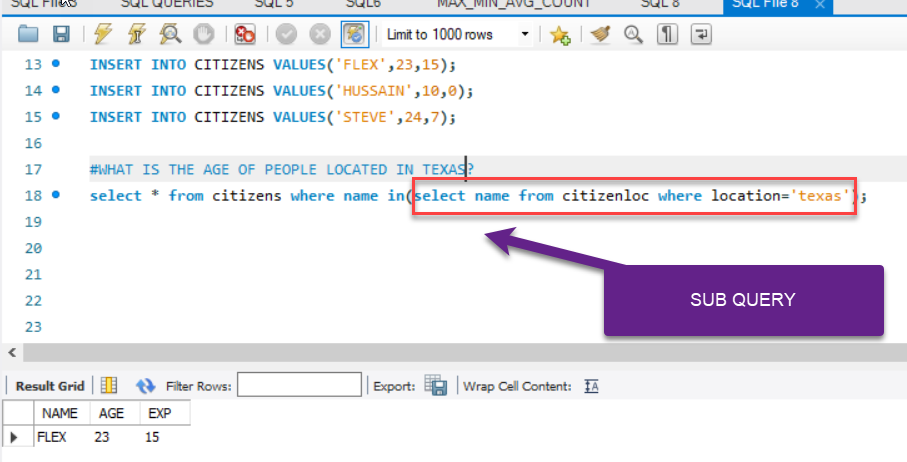 SQL QUERIES
SQL 5
SQL6
MAX_MIN_AVG_COUNT
SQL 8
SQL File 8 ×
Limit to 1000 rows
13 INSERT INTO CITIZENS VALUES('FLEX',23,15);
14 INSERT INTO CITIZENS VALUES('HUSSAIN',10,0);
15 INSERT INTO CITIZENS VALUES('STEVE',24,7);
16
17 #WHAT IS THE AGE OF PEOPLE LOCATED IN TEXAS?
18 select * from citizens where name in(select name from citizenloc where location='texas');
19
20
21
22
23
SUB QUERY
Result Grid Filter Rows: Export: Wrap Cell Content:
NAME AGE EXP
FLEX 23 15